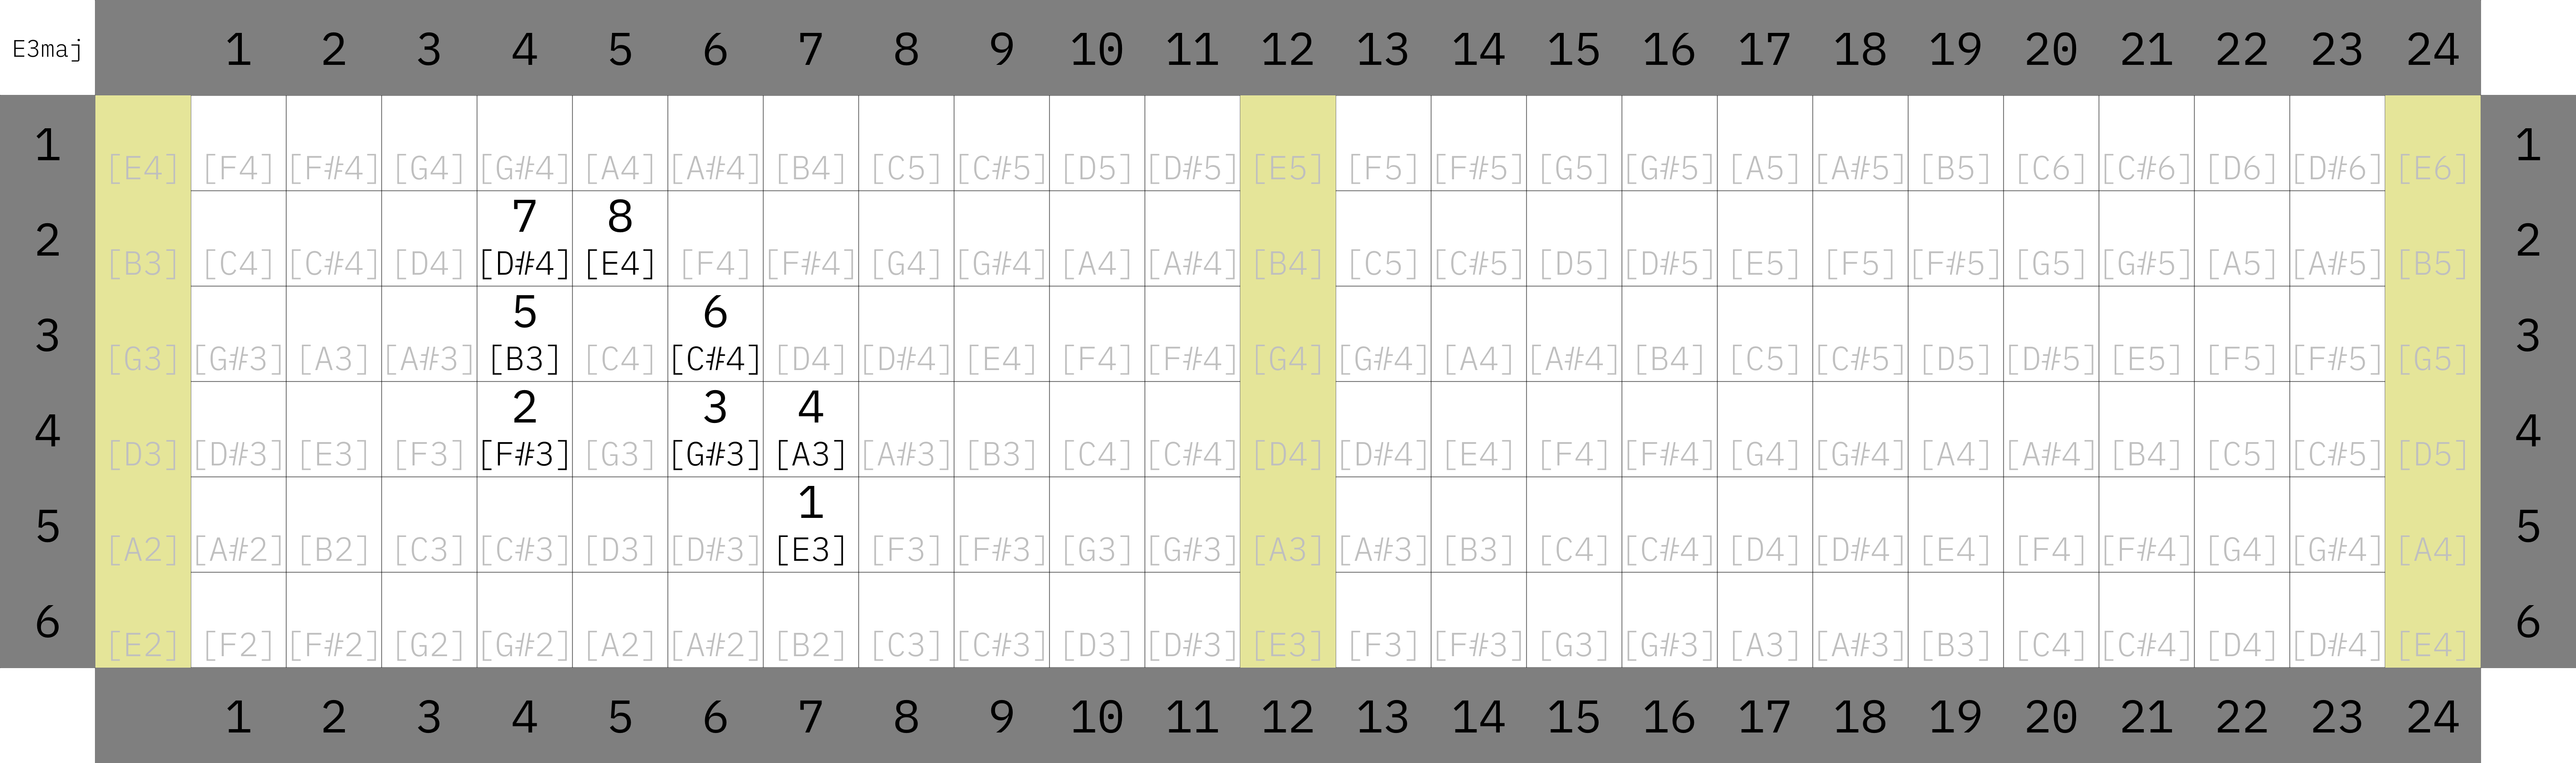 E3maj 1 2 3 4 5 6 7 8 9 10 11 12 13 14 15 16 17 18 19 20 21 22 23 24
1 [E4] [F4] [F#4] [G4] [G#4] [A4] [A#4] [B4] [C5] [C#5] [D5] [D#5] [E5] [F5] [F#5] [G5] [G#5] [A5] [A#5] [B5] [C6] [C#6] [D6] [D#6] [E6] 1
7 8
2 [B3] [C4] [C#4] [D4] [D#4] [E4] [F4] [F#4] [G4] [G#4] [A4] [A#4] [B4] [C5] [C#5] [D5] [D#5] [E5] [F5] [F#5] [G5] [G#5] [A5] [A#5] [B5] 2
5 6
3 [G3] [G#3] [A3] [A#3] [B3] [C4] [C#4] [D4] [D#4] [E4] [F4] [F#4] [G4] [G#4] [A4] [A#4] [B4] [C5] [C#5] [D5] [D#5] [E5] [F5] [F#5] [G5] 3
2 3 4
4 [D3] [D#3] [E3] [F3] [F#3] [G3] [G#3] [A3] [A#3] [B3] [C4] [C#4] [D4] [D#4] [E4] [F4] [F#4] [G4] [G#4] [A4] [A#4] [B4] [C5] [C#5] [D5] 4
1
5 [A2] [A#2] [B2] [C3] [C#3] [D3] [D#3] [E3] [F3] [F#3] [G3] [G#3] [A3] [A#3] [B3] [C4] [C#4] [D4] [D#4] [E4] [F4] [F#4] [G4] [G#4] [A4] 5
6 [E2] [F2] [F#2] [G2] [G#2] [A2] [A#2] [B2] [C3] [C#3] [D3] [D#3] [E3] [F3] [F#3] [G3] [G#3] [A3] [A#3] [B3] [C4] [C#4] [D4] [D#4] [E4] 6
1 2 3 4 5 6 7 8 9 10 11 12 13 14 15 16 17 18 19 20 21 22 23 24